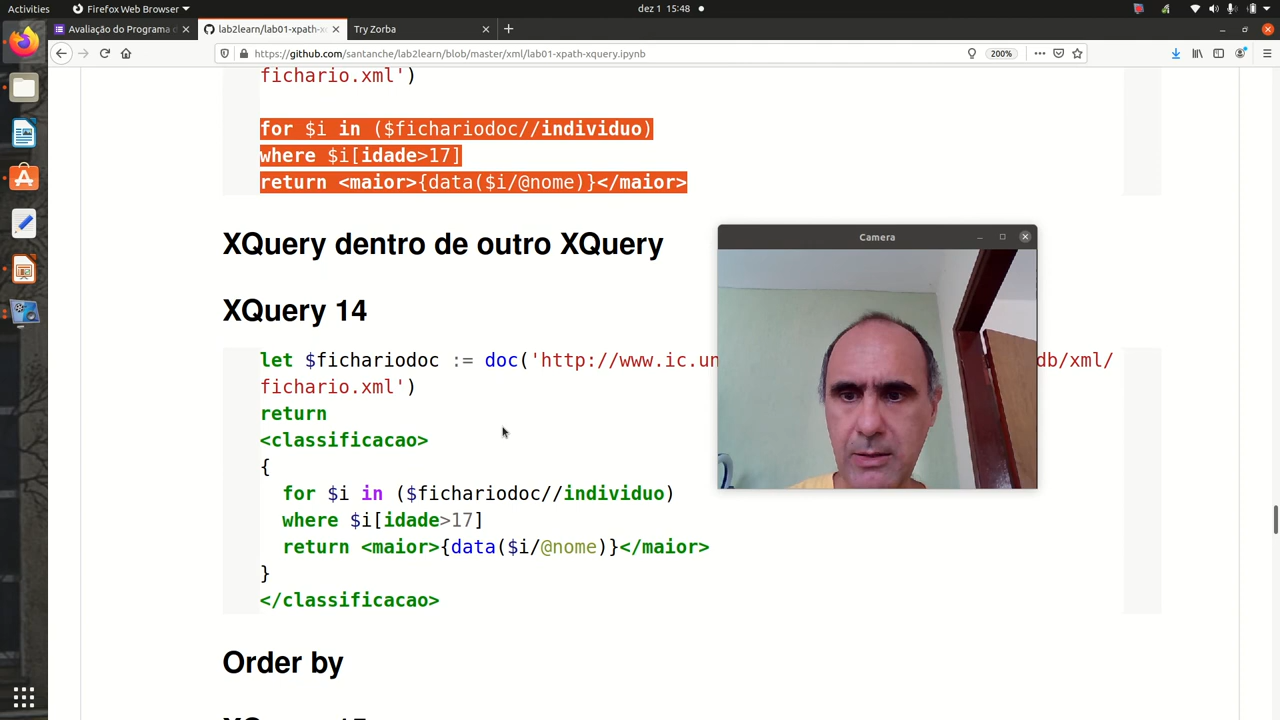 Activities
Firefox Web Browser
dez 1 15:48
Avaliação do Programa d
lab2learn/lab01-xpath-x
Try Zorba
https://github.com/santanche/lab2learn/blob/master/xml/lab01-xpath-xquery.ipynb
200%
fichario.xml')
for $i in ($fichariodoc//individuo)
where $i[idade>17]
return <maior>{data($i/@nome)}</maior>
XQuery dentro de outro XQuery
Camera
XQuery 14
let $fichariodoc := doc('http://www.ic.un db/xml/
fichario.xml')
return
<classificacao>
{
for $i in ($fichariodoc//individuo)
where $i[idade>17]
return <maior>{data($i/@nome)}</maior>
}
</classificacao>
Order by